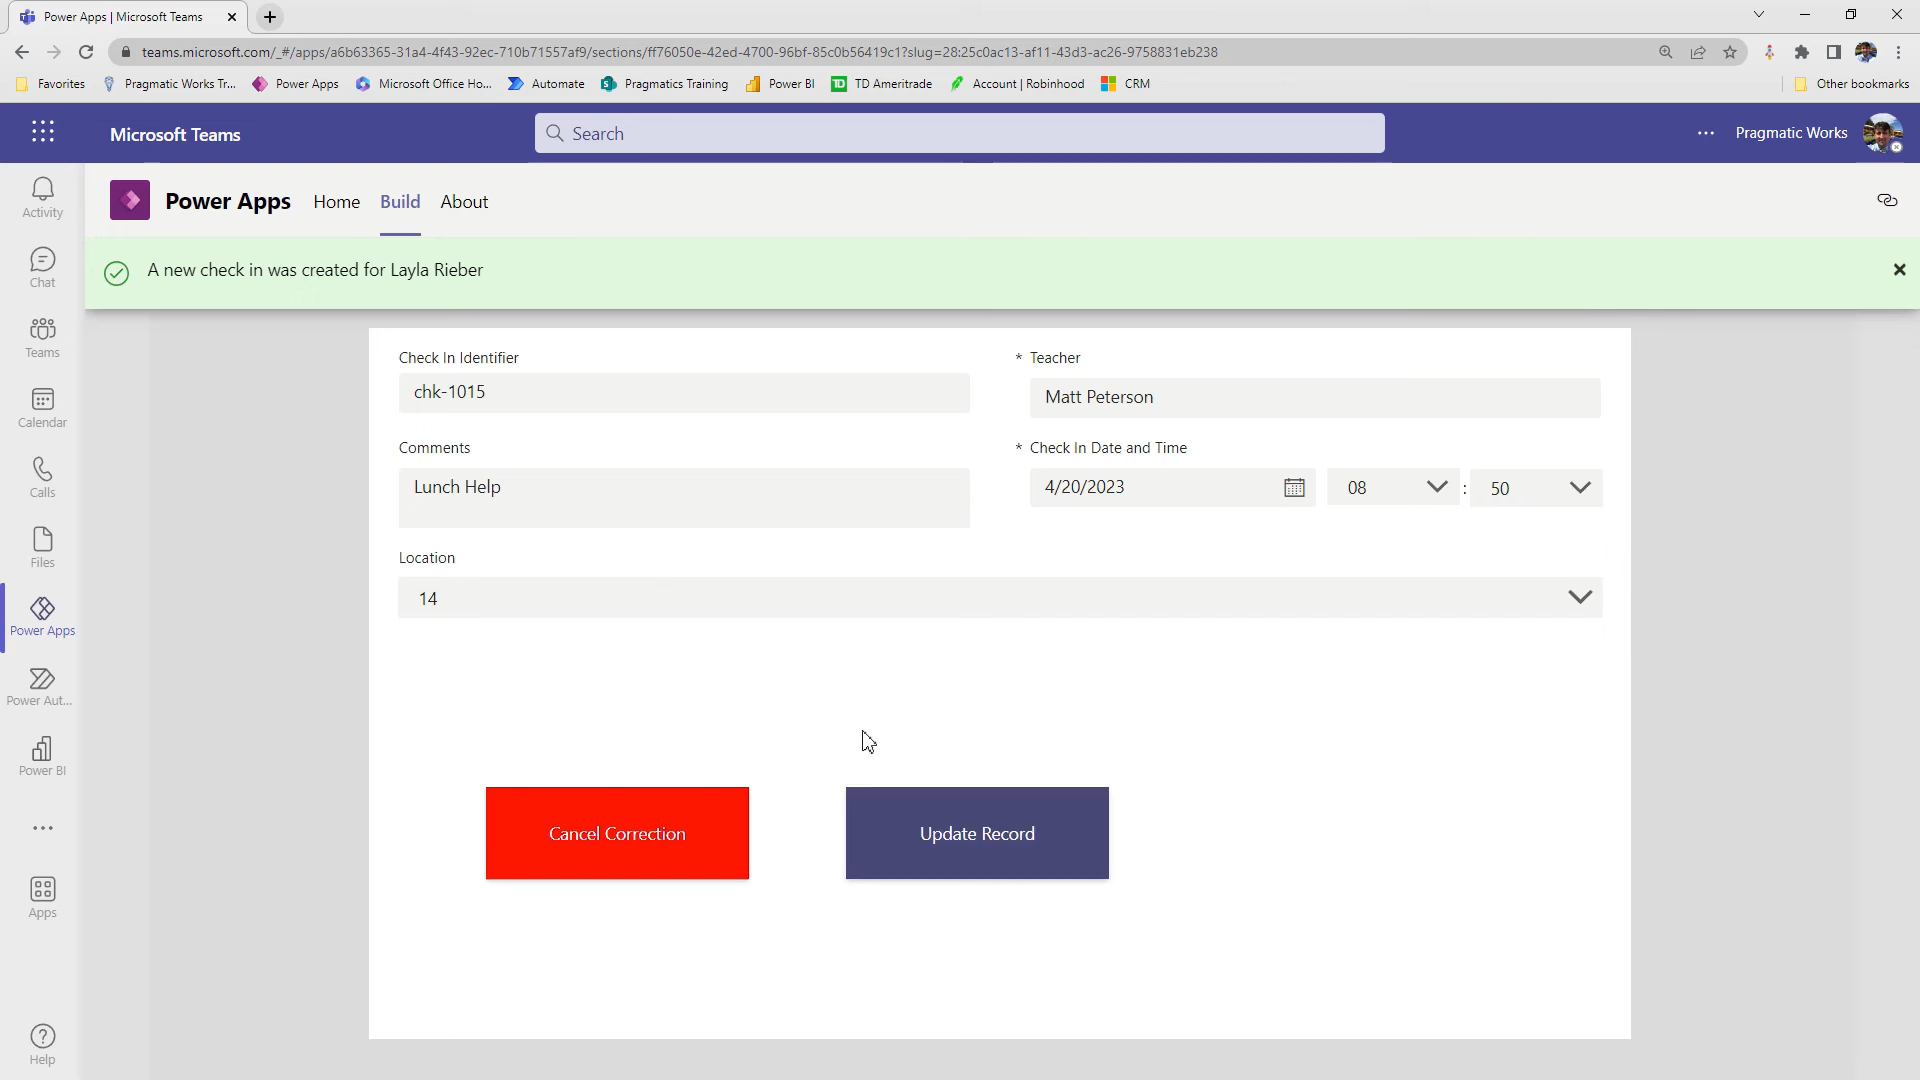 Power Apps | Microsoft Teams
teams.microsoft.com/_#/apps/a6b63365-31a4-4f43-92ec-710b71557af9/sections/ff76050e-42ed-4700-96bf-85c0b56419c1?slug=28:25c0ac13-af11-43d3-ac26-9758831eb238
Favorites Pragmatic Works Tr... Power Apps Microsoft Office Ho... Automate Pragmatics Training Power BI TD Ameritrade Account | Robinhood CRM Other bookmarks
Microsoft Teams Search Pragmatic Works
Activity
Chat
Teams
Calendar
Calls
Files
Power Apps
Power Aut...
Power BI
Apps
Help
Power Apps Home Build About
A new check in was created for Layla Rieber
Check In Identifier * Teacher
chk-1015 Matt Peterson
Comments * Check In Date and Time
Lunch Help 4/20/2023 08 : 50
Location
14
Cancel Correction Update Record